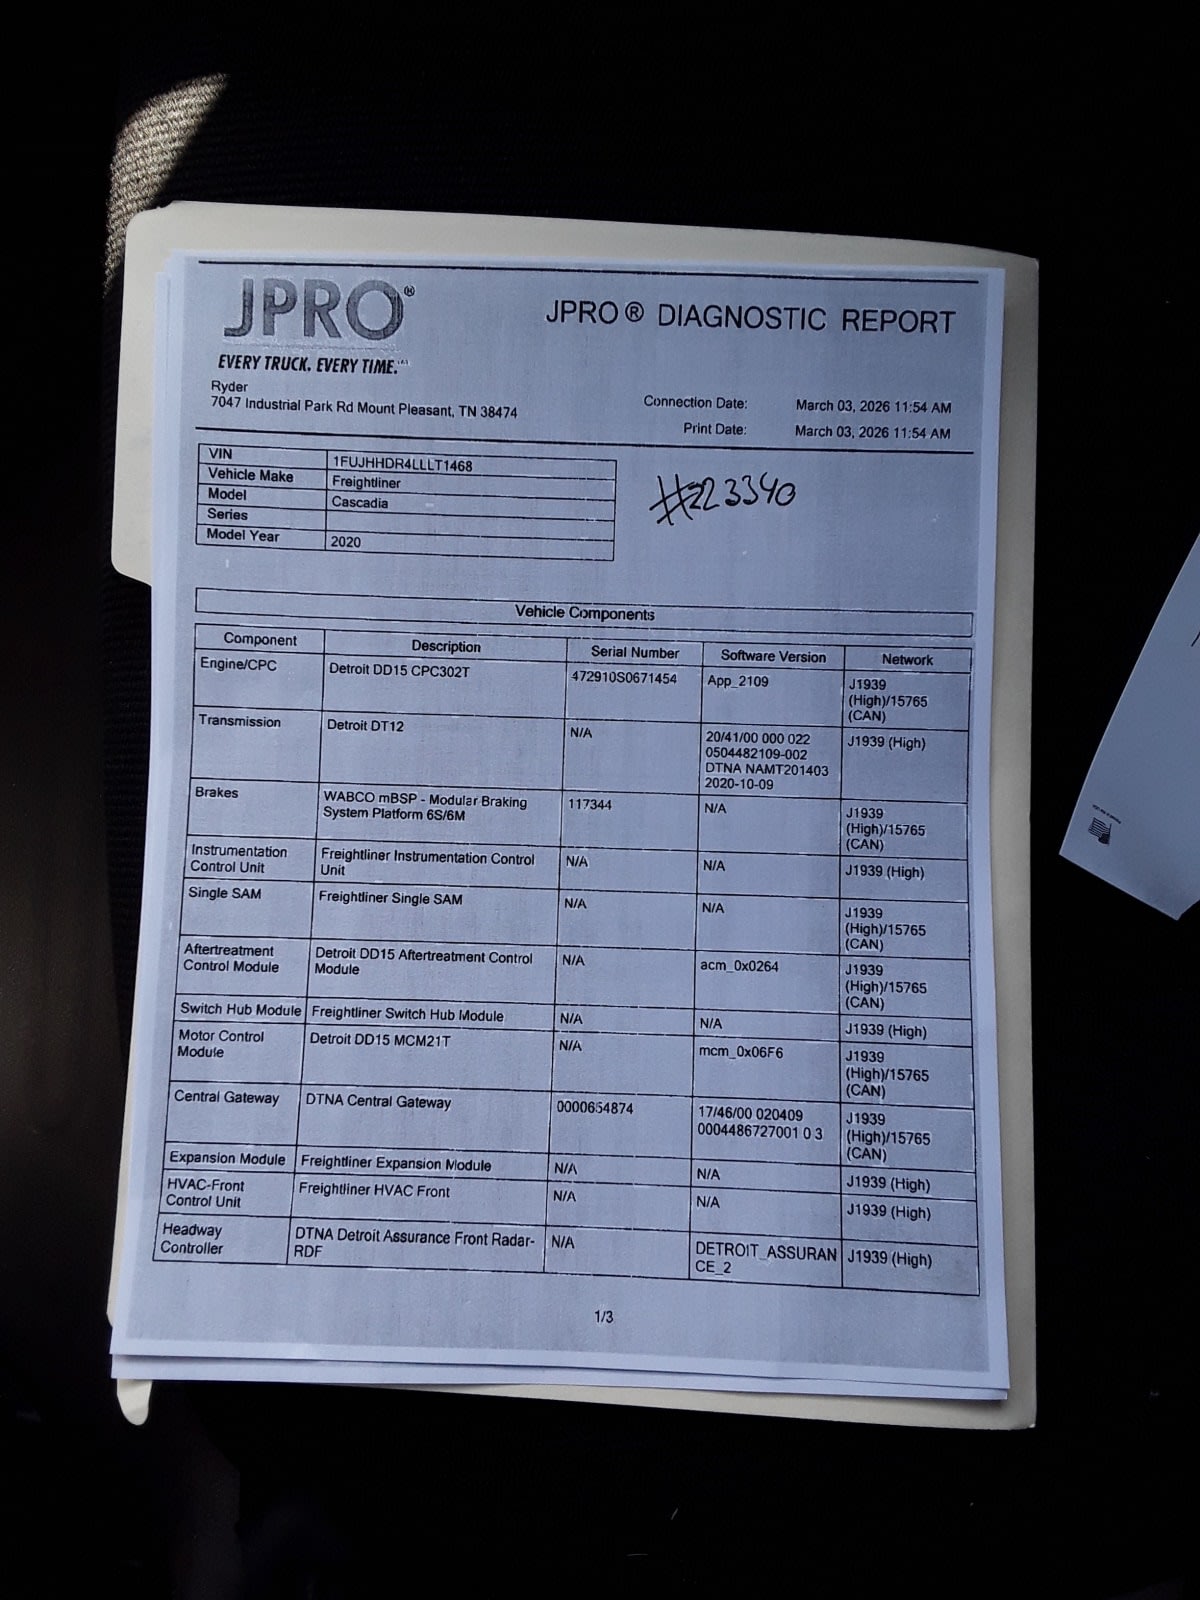 JPRO®
JPRO® DIAGNOSTIC REPORT
EVERY TRUCK. EVERY TIME.
Ryder
7047 Industrial Park Rd Mount Pleasant, TN 38474
Connection Date: March 03, 2026 11:54 AM
Print Date: March 03, 2026 11:54 AM
VIN 1FUJHHDR4LLLT1468
Vehicle Make Freightliner
Model Cascadia
Series
Model Year 2020
#223340
Vehicle Components
Component Description Serial Number Software Version Network
Engine/CPC Detroit DD15 CPC302T 472910S0671454 App_2109 J1939
(High)/15765
(CAN)
Transmission Detroit DT12 N/A 20/41/00 000 022 J1939 (High)
0504482109-002
DTNA NAMT201403
2020-10-09
Brakes WABCO mBSP - Modular Braking 117344 N/A J1939
System Platform 6S/6M (High)/15765
(CAN)
Instrumentation Freightliner Instrumentation Control N/A N/A J1939 (High)
Control Unit Unit
Single SAM Freightliner Single SAM N/A N/A J1939
(High)/15765
(CAN)
Aftertreatment Detroit DD15 Aftertreatment Control N/A acm_0x0264 J1939
Control Module Module (High)/15765
(CAN)
Switch Hub Module Freightliner Switch Hub Module N/A N/A J1939 (High)
Motor Control Detroit DD15 MCM21T N/A mcm_0x06F6 J1939
Module (High)/15765
(CAN)
Central Gateway DTNA Central Gateway 0000654874 17/46/00 020409 J1939
0004486727001 0 3 (High)/15765
(CAN)
Expansion Module Freightliner Expansion Module N/A N/A J1939 (High)
HVAC-Front Freightliner HVAC Front N/A N/A J1939 (High)
Control Unit
Headway DTNA Detroit Assurance Front Radar- N/A DETROIT_ASSURAN J1939 (High)
Controller RDF CE_2
1/3